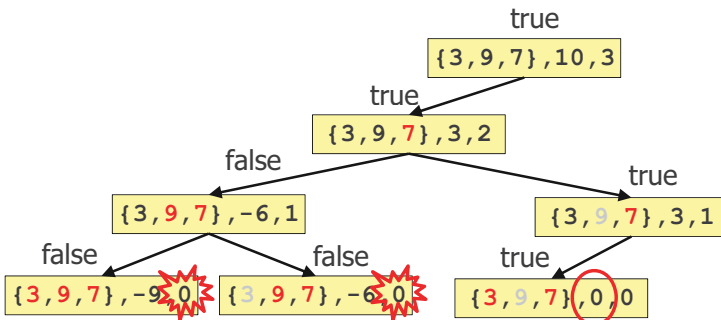 true
{3,9,7},10,3
true
{3,9,7},3,2
false
true
{3,9,7},-6,1
{3,9,7},3,1
false
false
true
{3,9,7},-9,0
{3,9,7},-6,0
{3,9,7},0,0